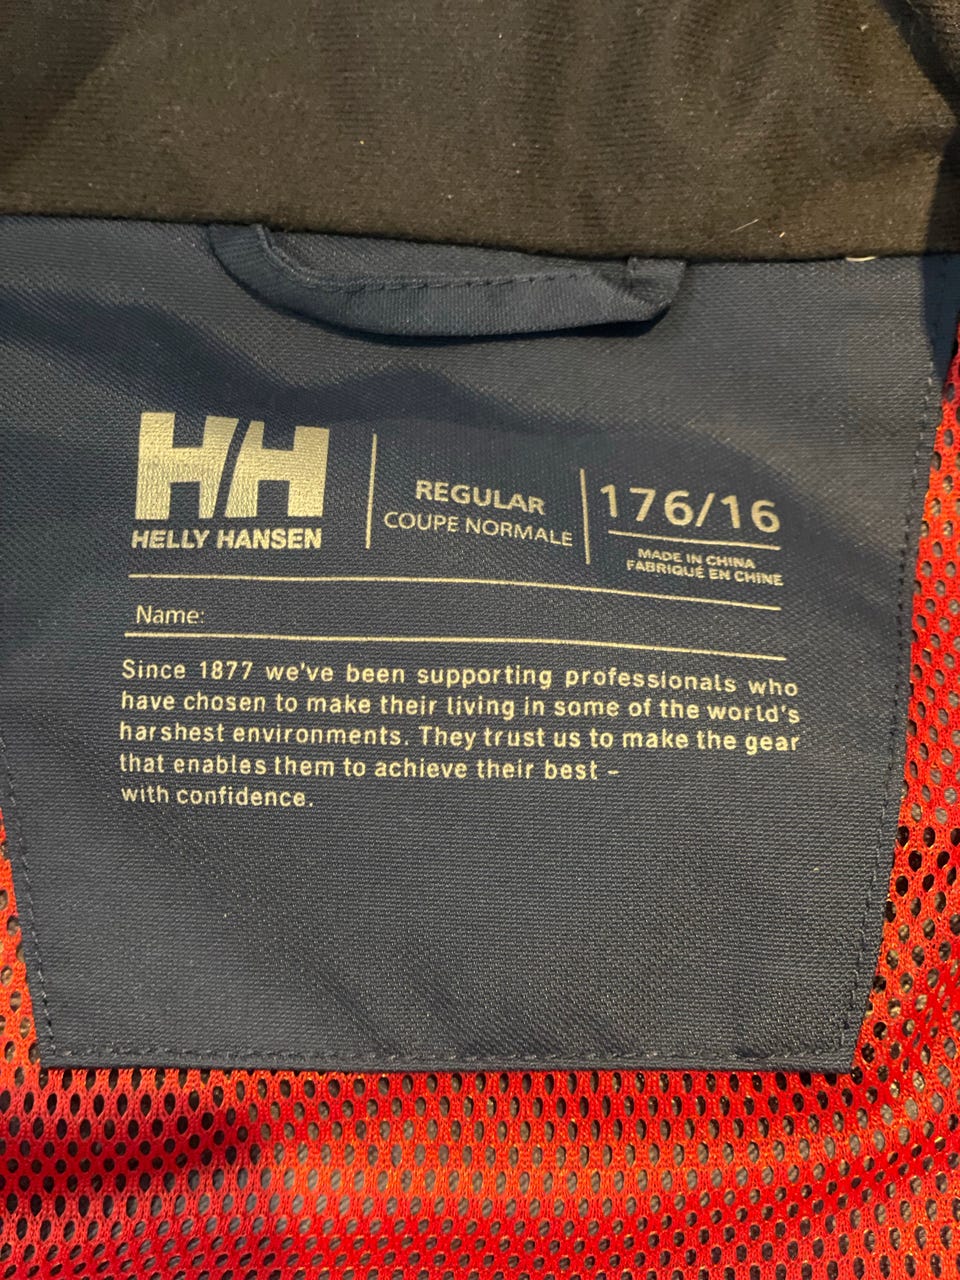 HH
HELLY HANSEN
REGULAR
COUPE NORMALE
176/16
MADE IN CHINA
FABRIQUÉ EN CHINE
Name:
Since 1877 we've been supporting professionals who
have chosen to make their living in some of the world's
harshest environments. They trust us to make the gear
that enables them to achieve their best –
with confidence.